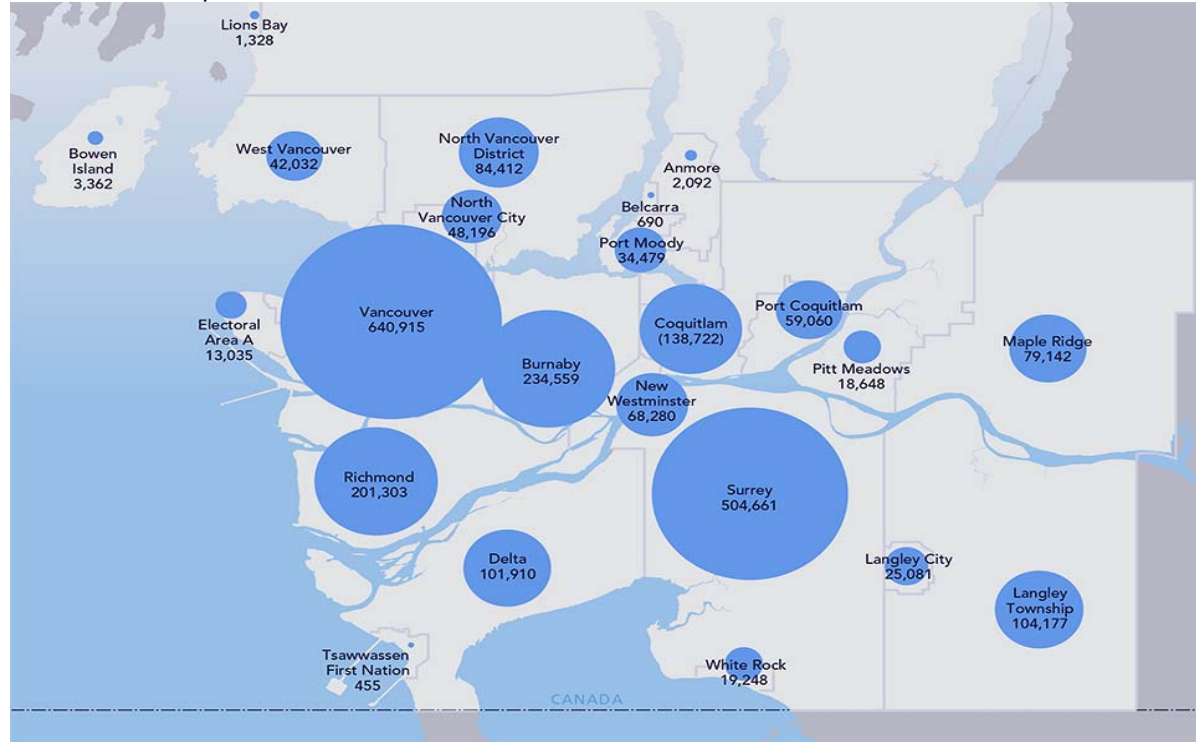 Lions Bay
1,328
Bowen
Island
3,362
West Vancouver
42,032
North Vancouver
District
84,412
Anmore
2,092
Belcarra
690
North
Vancouver City
48,196
Port Moody
34,479
Electoral
Area A
13,035
Vancouver
640,915
Burnaby
234,559
Coquitlam
(138,722)
Port Coquitlam
59,060
Pitt Meadows
18,648
Maple Ridge
79,142
New
Westminster
68,280
Richmond
201,303
Surrey
504,661
Delta
101,910
Langley City
25,081
Langley
Township
104,177
Tsawwassen
First Nation
455
White Rock
19,248
CANADA